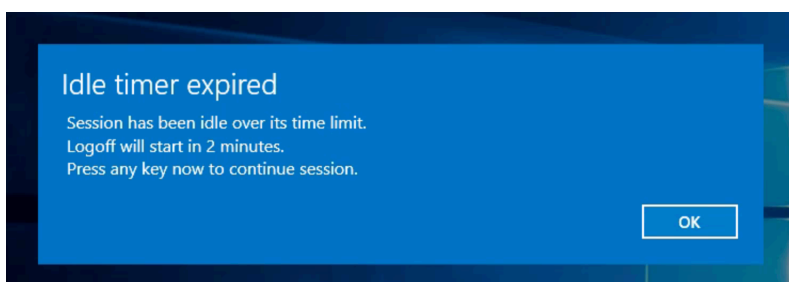 Idle timer expired
Session has been idle over its time limit.
Logoff will start in 2 minutes.
Press any key now to continue session.
OK